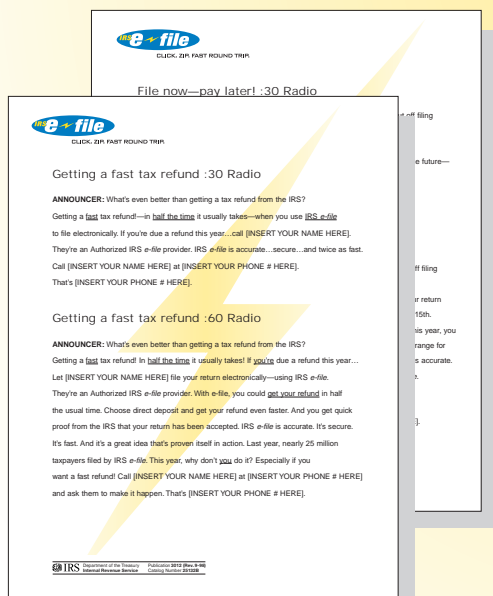 IRS e-file
CLICK. ZIP. FAST ROUND TRIP.
File now—pay later! :30 Radio
off filing
e future—
ff filing
r return
15th.
his year, you
range for
s accurate.
IRS e-file
CLICK. ZIP. FAST ROUND TRIP.
Getting a fast tax refund :30 Radio
ANNOUNCER: What's even better than getting a tax refund from the IRS?
Getting a fast tax refund!—in half the time it usually takes—when you use IRS e-file
to file electronically. If you're due a refund this year…call [INSERT YOUR NAME HERE].
They're an Authorized IRS e-file provider. IRS e-file is accurate…secure…and twice as fast.
Call [INSERT YOUR NAME HERE] at [INSERT YOUR PHONE # HERE].
That's [INSERT YOUR PHONE # HERE].
Getting a fast tax refund :60 Radio
ANNOUNCER: What's even better than getting a tax refund from the IRS?
Getting a fast tax refund! In half the time it usually takes! If you're due a refund this year…
Let [INSERT YOUR NAME HERE] file your return electronically—using IRS e-file.
They're an Authorized IRS e-file provider. With e-file, you could get your refund in half
the usual time. Choose direct deposit and get your refund even faster. And you get quick
proof from the IRS that your return has been accepted. IRS e-file is accurate. It's secure.
It's fast. And it's a great idea that's proven itself in action. Last year, nearly 25 million
taxpayers filed by IRS e-file. This year, why don't you do it? Especially if you
want a fast refund! Call [INSERT YOUR NAME HERE] at [INSERT YOUR PHONE # HERE]
and ask them to make it happen. That's [INSERT YOUR PHONE # HERE].
IRS Department of the Treasury Publication 3012 (Rev. 9-98)
Internal Revenue Service Catalog Number 25132B